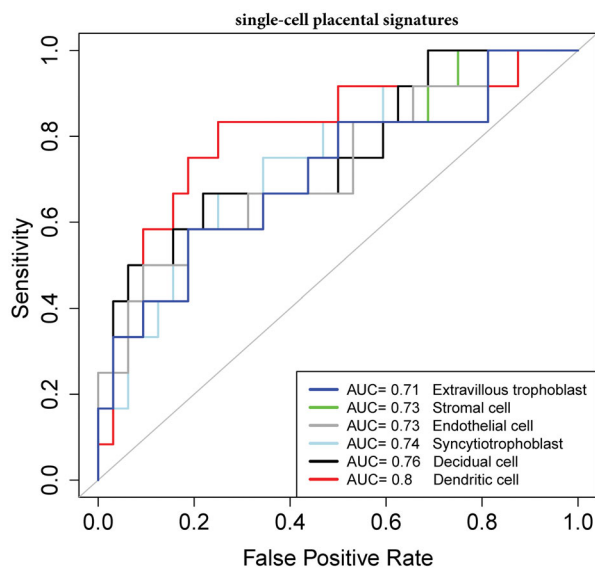 single-cell placental signatures
Sensitivity
1.0
0.8
0.6
0.4
0.2
0.0
AUC= 0.71 Extravillous trophoblast
AUC= 0.73 Stromal cell
AUC= 0.73 Endothelial cell
AUC= 0.74 Syncytiotrophoblast
AUC= 0.76 Decidual cell
AUC= 0.8 Dendritic cell
0.0 0.2 0.4 0.6 0.8 1.0
False Positive Rate